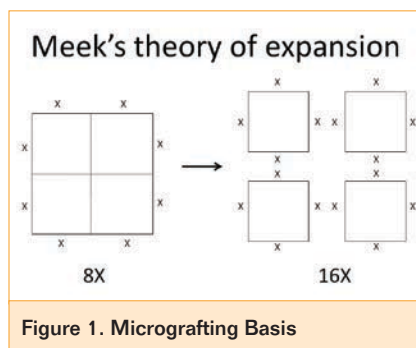 Meek's theory of expansion
x x
x x
x x
x x
8X
x x
x x x x
x x
x x
x x x x
x x
16X
Figure 1. Micrografting Basis